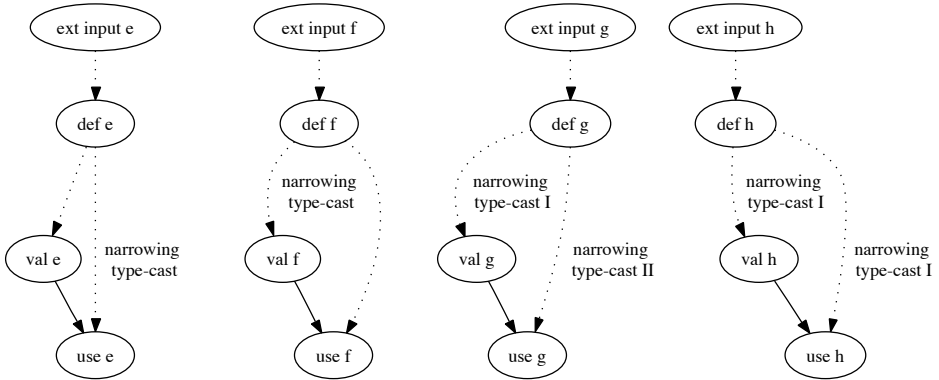 ext input e
ext input f
ext input g
ext input h
def e
def f
def g
def h
narrowing
type-cast
narrowing
type-cast I
narrowing
type-cast I
val e
narrowing
type-cast
val f
val g
narrowing
type-cast II
val h
narrowing
type-cast I
use e
use f
use g
use h